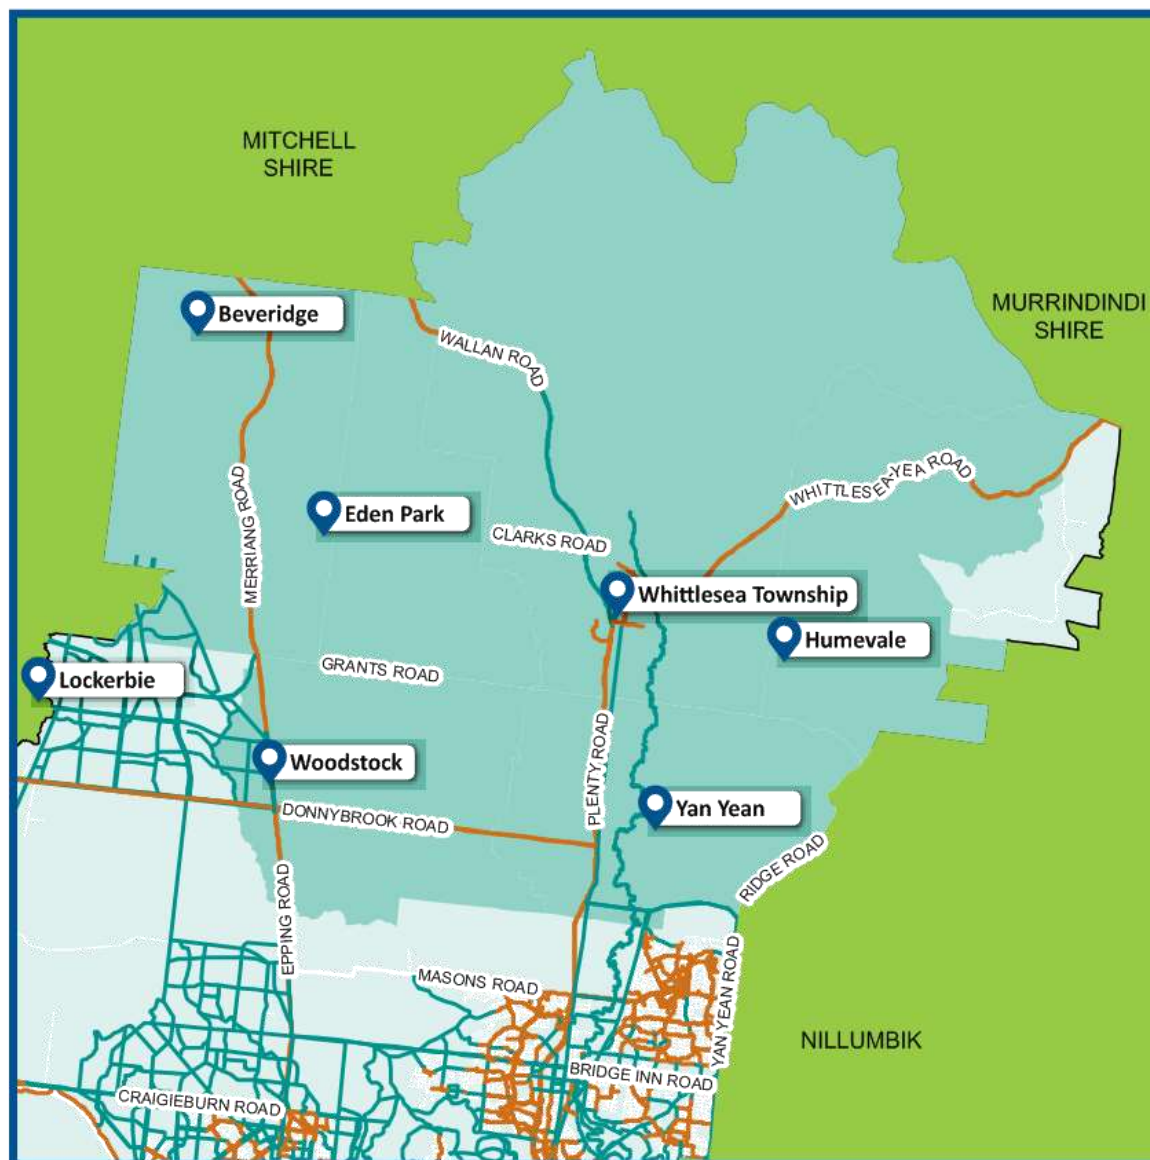 MITCHELL
SHIRE
MURRINDINDI
SHIRE
Beveridge
WALLAN ROAD
WHITTLESEA-YEA ROAD
MERRIANG ROAD
Eden Park
CLARKS ROAD
Whittlesea Township
Humevale
GRANTS ROAD
Lockerbie
PLENTY ROAD
Woodstock
Yan Yean
DONNYBROOK ROAD
RIDGE ROAD
EPPING ROAD
MASONS ROAD
YAN YEAN ROAD
NILLUMBIK
BRIDGE INN ROAD
CRAIGIEBURN ROAD